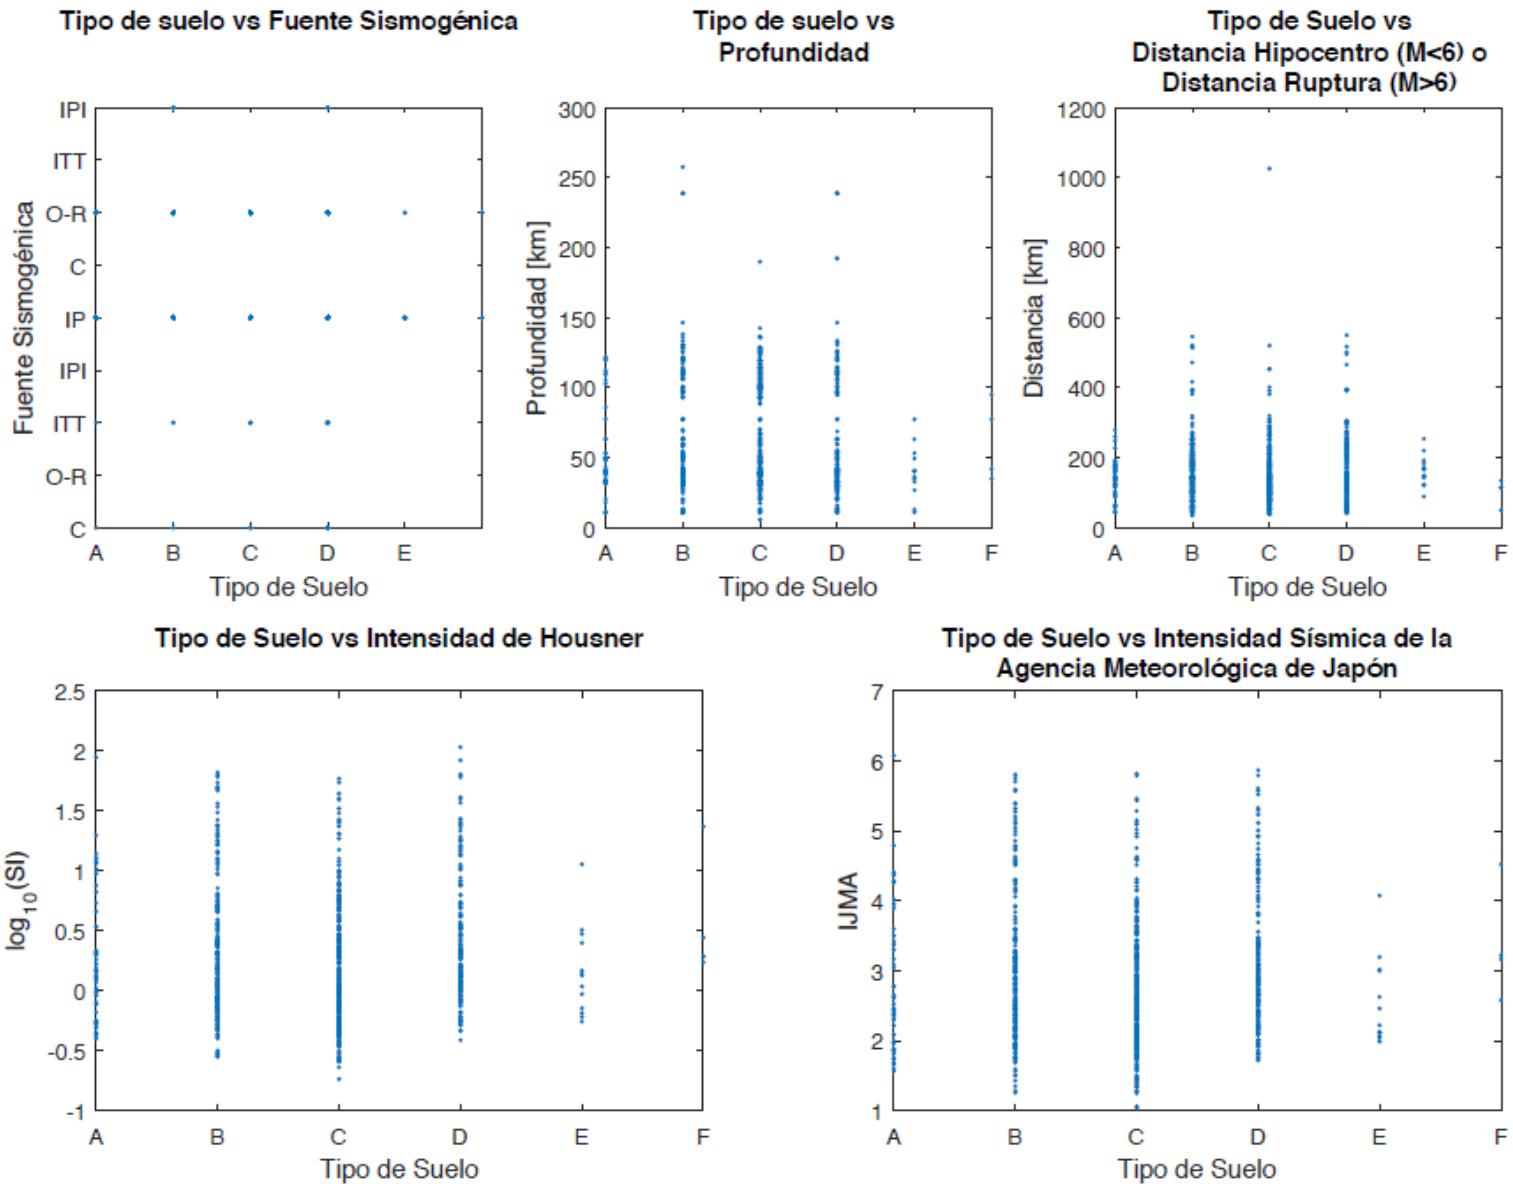 Tipo de suelo vs Fuente Sismogénica
IPI
ITT
O-R
C
IP
IPI
ITT
O-R
C
Fuente Sismogénica
A B C D E
Tipo de Suelo
Tipo de suelo vs
Profundidad
300
250
200
150
100
50
0
Profundidad [km]
A B C D E F
Tipo de Suelo
Tipo de Suelo vs
Distancia Hipocentro (M<6) o
Distancia Ruptura (M>6)
1200
1000
800
600
400
200
0
Distancia [km]
A B C D E F
Tipo de Suelo
Tipo de Suelo vs Intensidad de Housner
2.5
2
1.5
1
0.5
0
-0.5
-1
log10(SI)
A B C D E F
Tipo de Suelo
Tipo de Suelo vs Intensidad Sísmica de la
Agencia Meteorológica de Japón
7
6
5
4
3
2
1
IJMA
A B C D E F
Tipo de Suelo